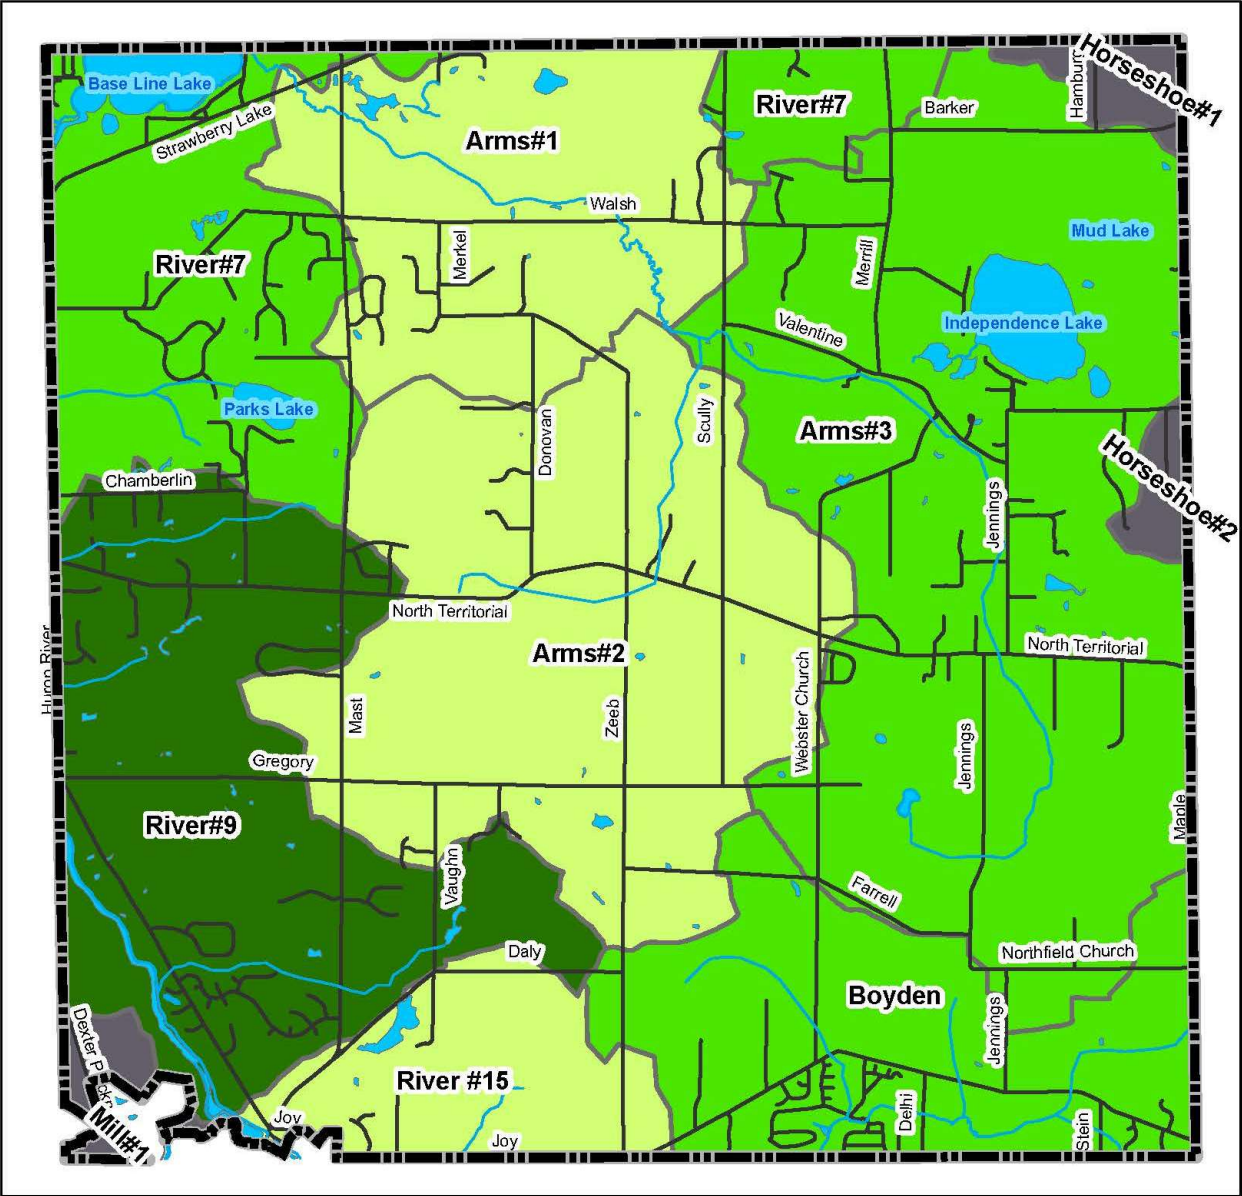 Horseshoe#1
Hamburg
Base Line Lake
River#7
Barker
Strawberry Lake
Arms#1
Walsh
Mud Lake
Merkel
Merrill
River#7
Valentine
Independence Lake
Parks Lake
Scully
Donovan
Arms#3
Horseshoe#2
Chamberlin
Jennings
North Territorial
Huron River
Arms#2
North Territorial
Mast
Zeeb
Webster Church
Jennings
Gregory
Maple
River#9
Vaughn
Farrell
Daly
Northfield Church
Boyden
Jennings
Dexter
River #15
Mill#1
Joy
Joy
Delhi
Stein